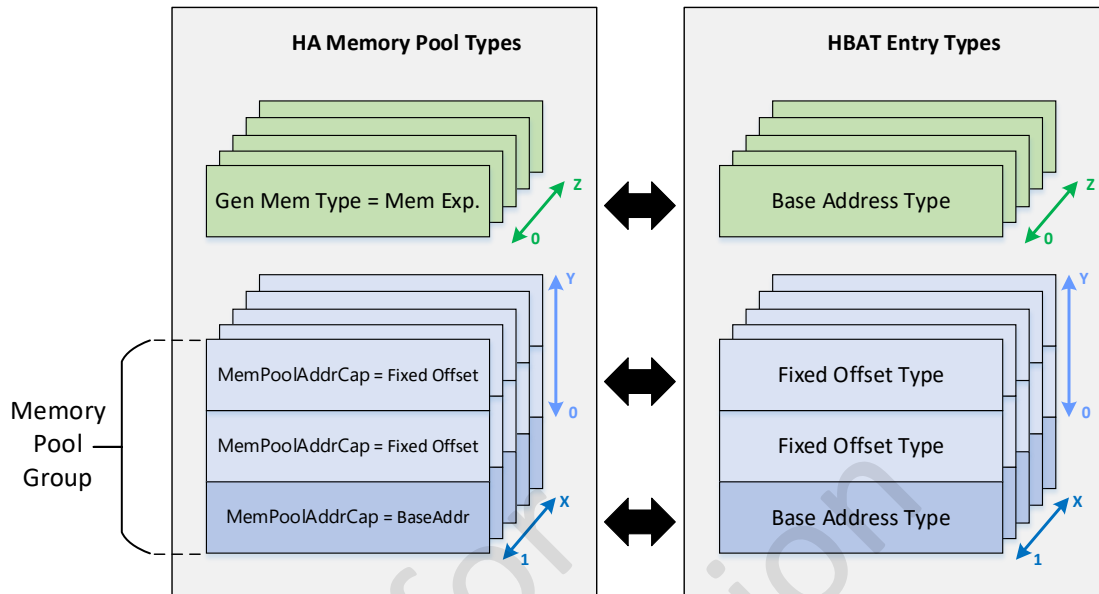 HA Memory Pool Types
HBAT Entry Types
Gen Mem Type = Mem Exp.
Z
0
Base Address Type
Z
0
Memory
Pool
Group
MemPoolAddrCap = Fixed Offset
MemPoolAddrCap = Fixed Offset
MemPoolAddrCap = BaseAddr
Y
0
X
1
Fixed Offset Type
Fixed Offset Type
Base Address Type
Y
0
X
1
for